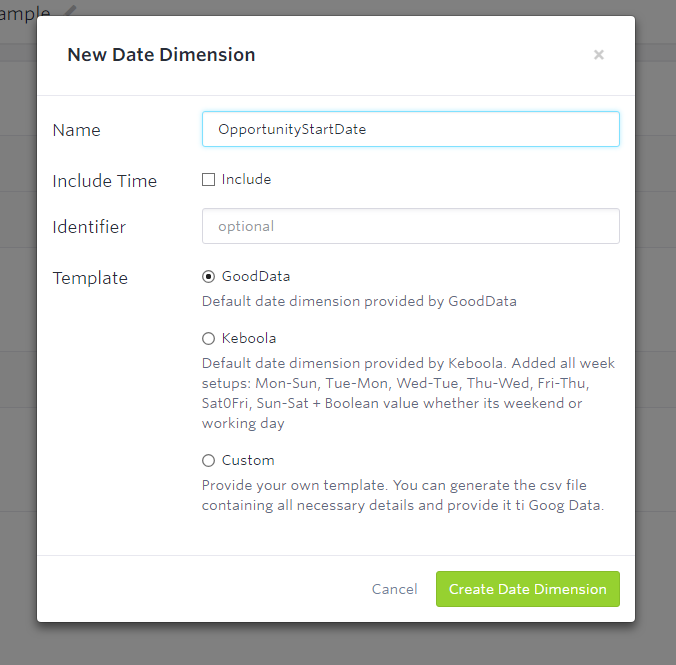 ample
New Date Dimension
×
Name
OpportunityStartDate
Include Time
Include
Identifier
optional
Template
GoodData
Default date dimension provided by GoodData
Keboola
Default date dimension provided by Keboola. Added all week
setups: Mon-Sun, Tue-Mon, Wed-Tue, Thu-Wed, Fri-Thu,
Sat0Fri, Sun-Sat + Boolean value whether its weekend or
working day
Custom
Provide your own template. You can generate the csv file
containing all necessary details and provide it ti Goog Data.
Cancel
Create Date Dimension